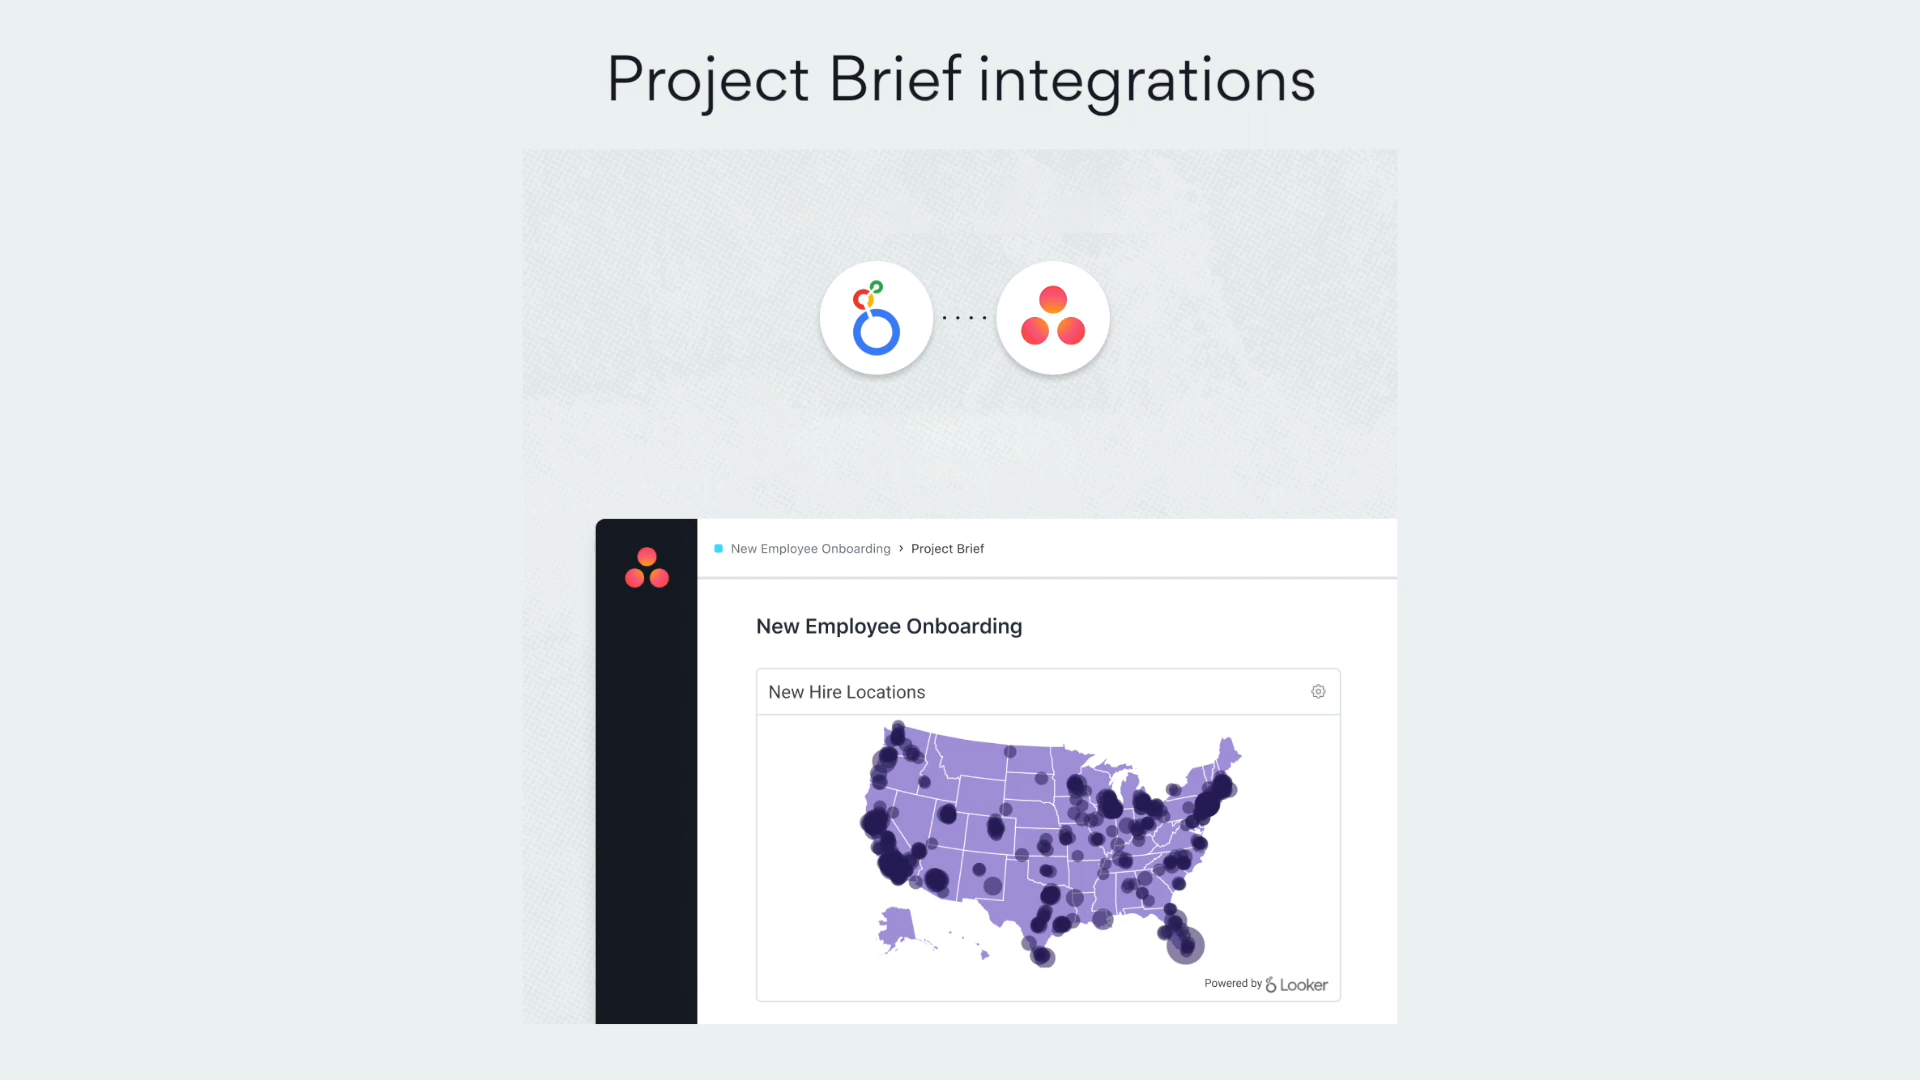 Project Brief integrations
New Employee Onboarding › Project Brief
New Employee Onboarding
New Hire Locations
Powered by Looker